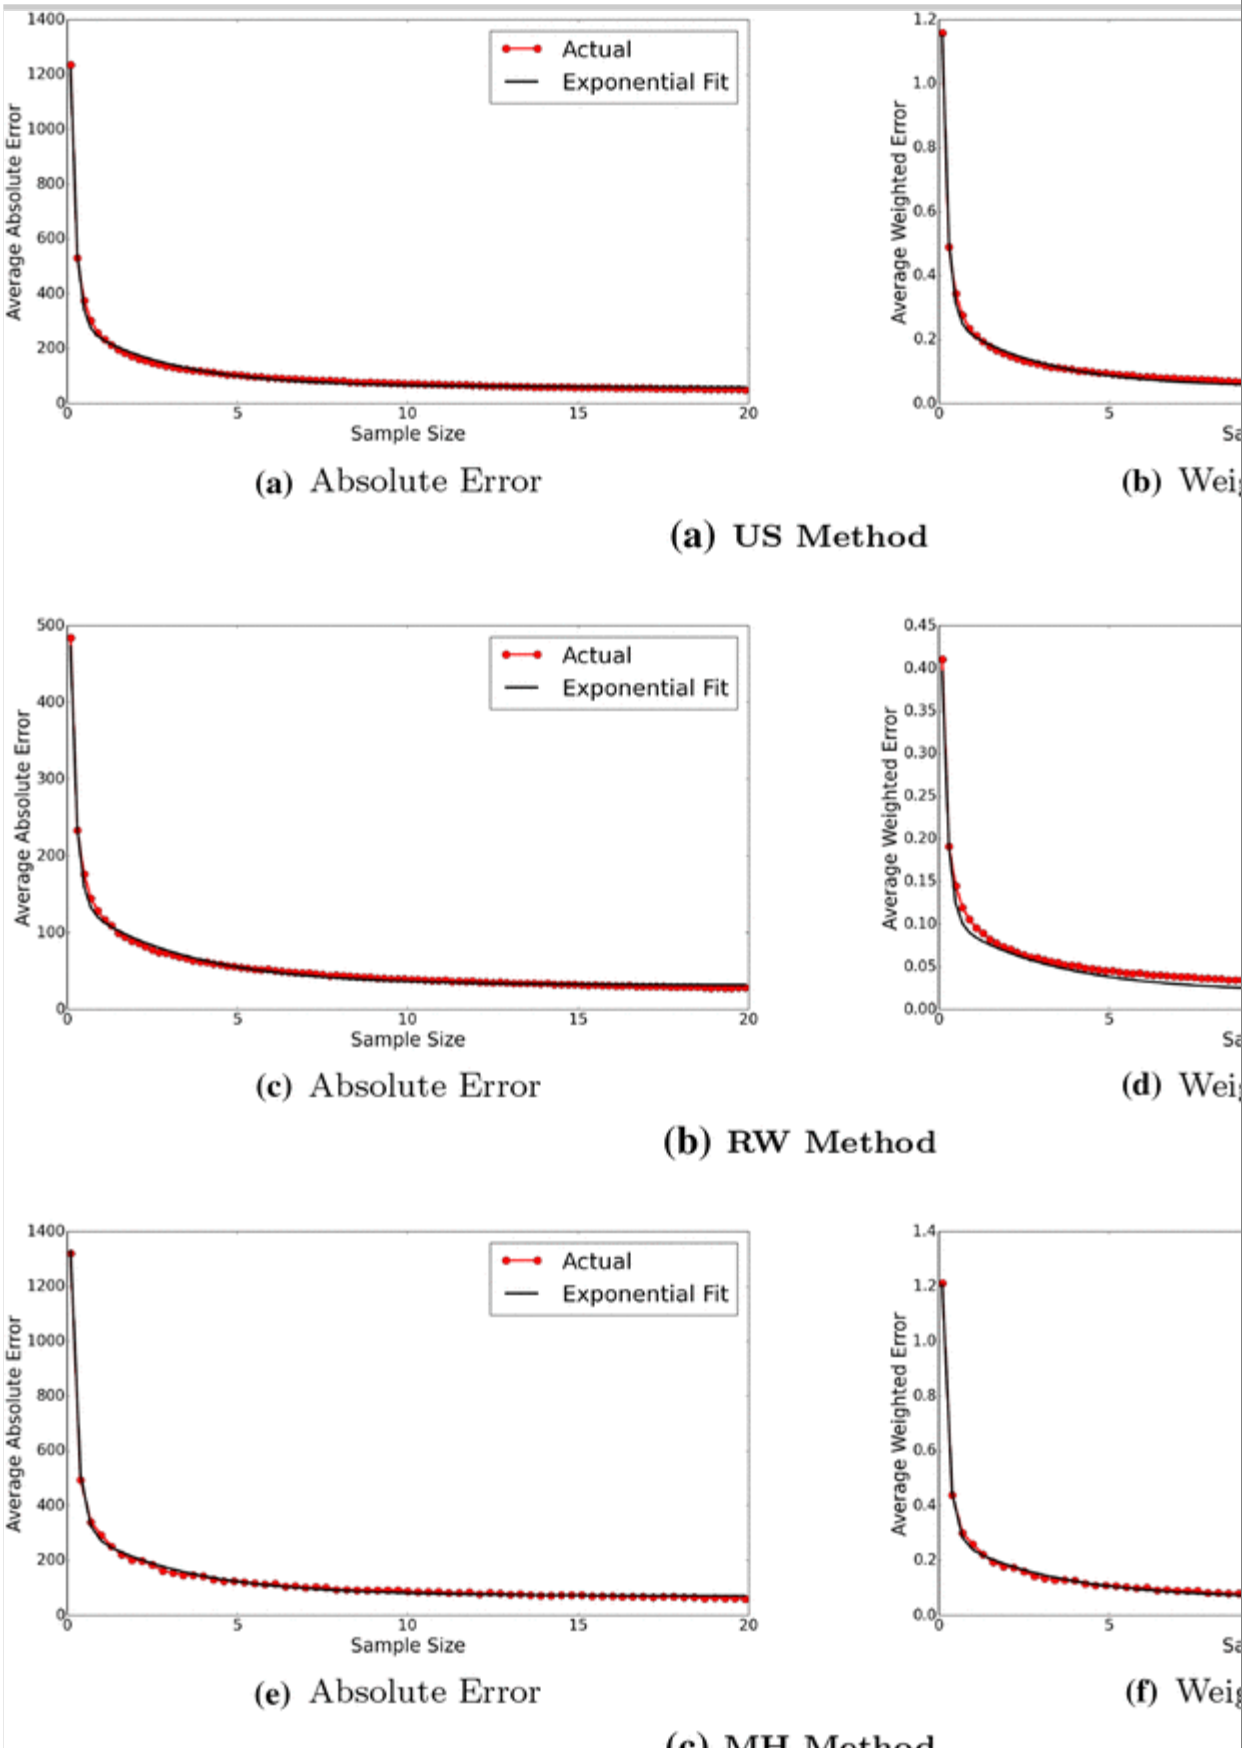 1400
1200
1000
800
600
400
200
0
Average Absolute Error
Actual
Exponential Fit
0 5 10 15 20
Sample Size
(a) Absolute Error
1.2
1.0
0.8
0.6
0.4
0.2
0.0
Average Weighted Error
0 5
(b)
(a) US Method
500
400
300
200
100
0
Average Absolute Error
Actual
Exponential Fit
0 5 10 15 20
Sample Size
(c) Absolute Error
0.45
0.40
0.35
0.30
0.25
0.20
0.15
0.10
0.05
0.00
Average Weighted Error
0 5
(d)
(b) RW Method
1400
1200
1000
800
600
400
200
0
Average Absolute Error
Actual
Exponential Fit
0 5 10 15 20
Sample Size
(e) Absolute Error
1.4
1.2
1.0
0.8
0.6
0.4
0.2
0.0
Average Weighted Error
0 5
(f)
(c) MH Method